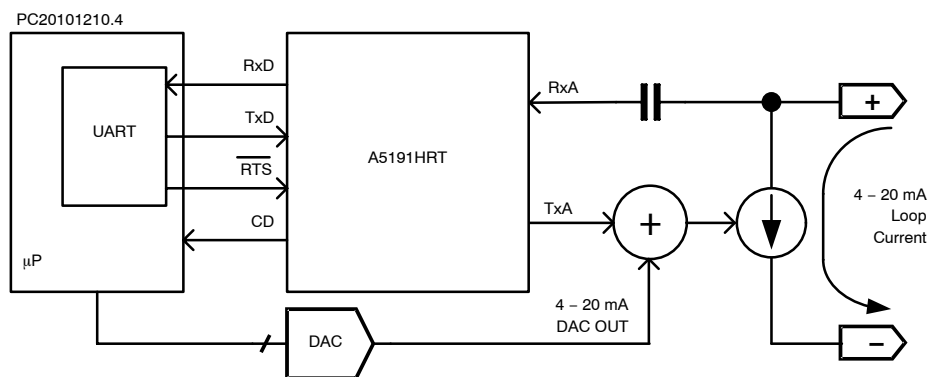 PC20101210.4
UART
μP
RxD
TxD
RTS
CD
A5191HRT
RxA
TxA
+
4 – 20 mA
DAC OUT
DAC
+
4 – 20 mA
Loop
Current
–